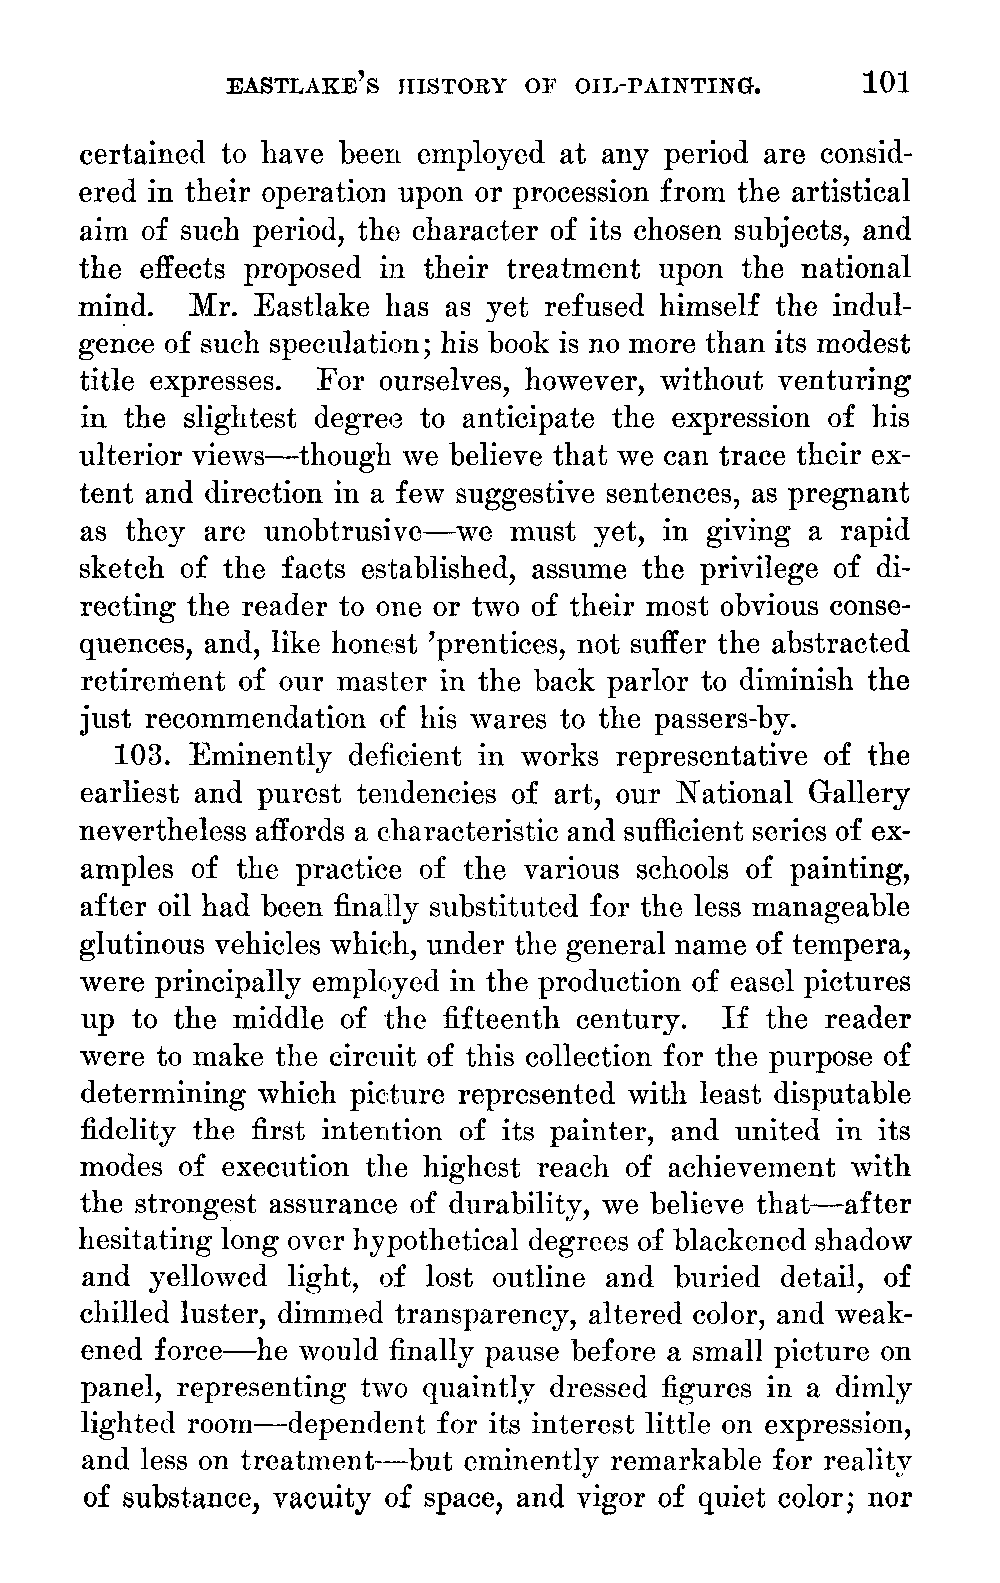 EASTLAKE'S HISTORY OF OIL-PAINTING. 101
certained to have been employed at any period are consid-
ered in their operation upon or procession from the artistical
aim of such period, the character of its chosen subjects, and
the effects proposed in their treatment upon the national
mind. Mr. Eastlake has as yet refused himself the indul-
gence of such speculation; his book is no more than its modest
title expresses. For ourselves, however, without venturing
in the slightest degree to anticipate the expression of his
ulterior views—though we believe that we can trace their ex-
tent and direction in a few suggestive sentences, as pregnant
as they are unobtrusive—we must yet, in giving a rapid
sketch of the facts established, assume the privilege of di-
recting the reader to one or two of their most obvious conse-
quences, and, like honest 'prentices, not suffer the abstracted
retirement of our master in the back parlor to diminish the
just recommendation of his wares to the passers-by.
103. Eminently deficient in works representative of the
earliest and purest tendencies of art, our National Gallery
nevertheless affords a characteristic and sufficient series of ex-
amples of the practice of the various schools of painting,
after oil had been finally substituted for the less manageable
glutinous vehicles which, under the general name of tempera,
were principally employed in the production of easel pictures
up to the middle of the fifteenth century. If the reader
were to make the circuit of this collection for the purpose of
determining which picture represented with least disputable
fidelity the first intention of its painter, and united in its
modes of execution the highest reach of achievement with
the strongest assurance of durability, we believe that—after
hesitating long over hypothetical degrees of blackened shadow
and yellowed light, of lost outline and buried detail, of
chilled luster, dimmed transparency, altered color, and weak-
ened force—he would finally pause before a small picture on
panel, representing two quaintly dressed figures in a dimly
lighted room—dependent for its interest little on expression,
and less on treatment—but eminently remarkable for reality
of substance, vacuity of space, and vigor of quiet color; nor